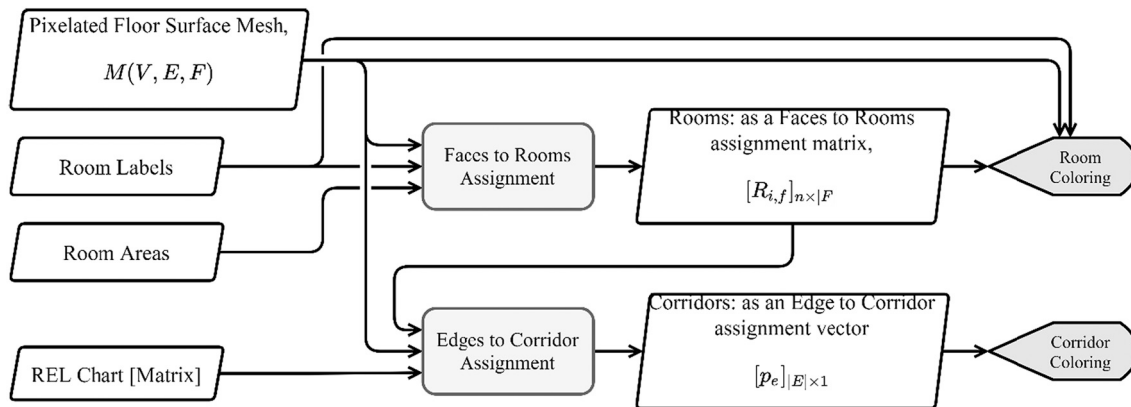 Pixelated Floor Surface Mesh,
M(V, E, F)
Room Labels
Room Areas
REL Chart [Matrix]
Faces to Rooms
Assignment
Edges to Corridor
Assignment
Rooms: as a Faces to Rooms
assignment matrix,
[R_{i,f}]_{n×|F}
Corridors: as an Edge to Corridor
assignment vector
[p_e]_{|E|×1}
Room
Coloring
Corridor
Coloring